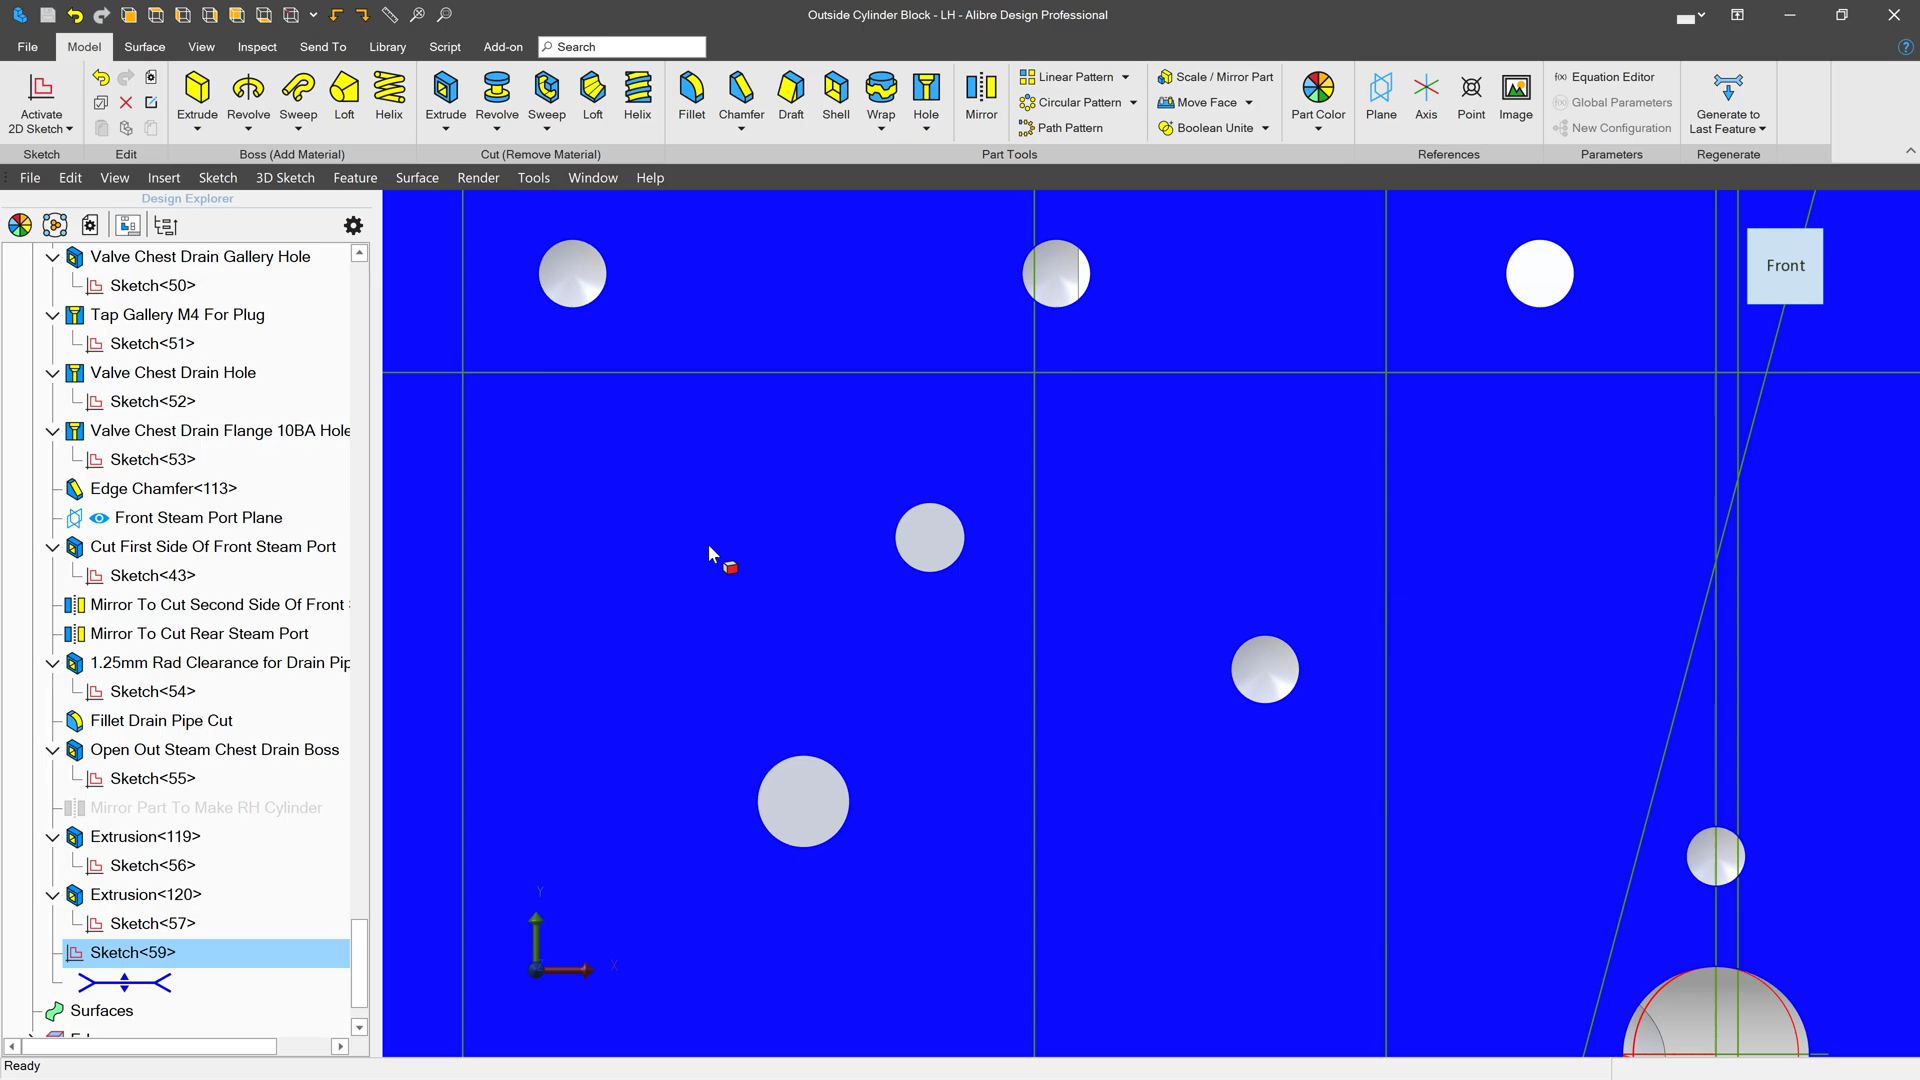 Outside Cylinder Block - LH - Alibre Design Professional
File Model Surface View Inspect Send To Library Script Add-on Search
Activate
2D Sketch
Extrude Revolve Sweep Loft Helix
Extrude Revolve Sweep Loft Helix
Fillet Chamfer Draft Shell Wrap Hole
Mirror
Linear Pattern
Circular Pattern
Path Pattern
Scale / Mirror Part
Move Face
Boolean Unite
Part Color
Plane Axis Point Image
Equation Editor
Global Parameters
New Configuration
Generate to
Last Feature
Sketch Edit Boss (Add Material) Cut (Remove Material) Part Tools References Parameters Regenerate
File Edit View Insert Sketch 3D Sketch Feature Surface Render Tools Window Help
Design Explorer
Valve Chest Drain Gallery Hole
Sketch<50>
Tap Gallery M4 For Plug
Sketch<51>
Valve Chest Drain Hole
Sketch<52>
Valve Chest Drain Flange 10BA Hole
Sketch<53>
Edge Chamfer<113>
Front Steam Port Plane
Cut First Side Of Front Steam Port
Sketch<43>
Mirror To Cut Second Side Of Front
Mirror To Cut Rear Steam Port
1.25mm Rad Clearance for Drain Pip
Sketch<54>
Fillet Drain Pipe Cut
Open Out Steam Chest Drain Boss
Sketch<55>
Mirror Part To Make RH Cylinder
Extrusion<119>
Sketch<56>
Extrusion<120>
Sketch<57>
Sketch<59>
Surfaces
Front
Y
X
Ready